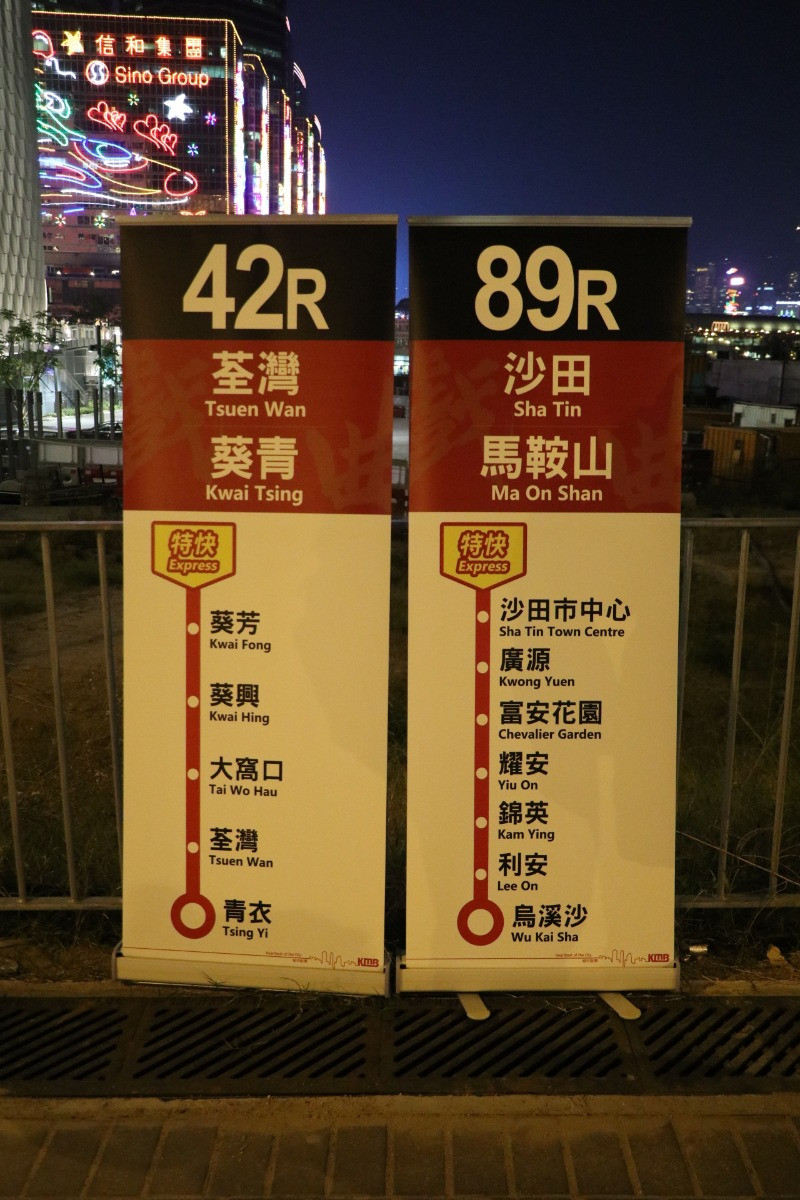 信和集團
Sino Group
42R
荃灣
Tsuen Wan
葵青
Kwai Tsing
特快
Express
葵芳
Kwai Fong
葵興
Kwai Hing
大窩口
Tai Wo Hau
荃灣
Tsuen Wan
青衣
Tsing Yi
KMB
89R
沙田
Sha Tin
馬鞍山
Ma On Shan
特快
Express
沙田市中心
Sha Tin Town Centre
廣源
Kwong Yuen
富安花園
Chevalier Garden
耀安
Yiu On
錦英
Kam Ying
利安
Lee On
烏溪沙
Wu Kai Sha
KMB